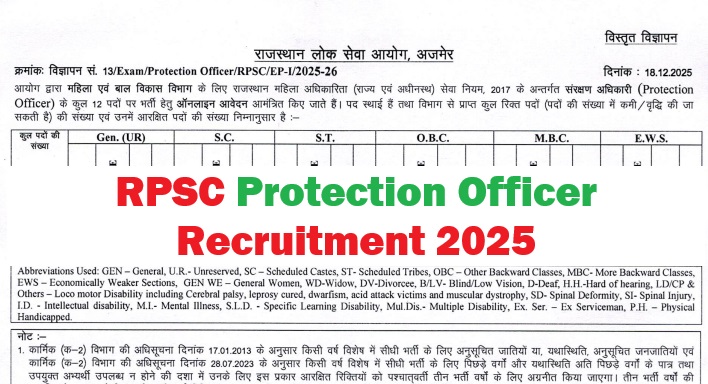 विस्तृत विज्ञापन
राजस्थान लोक सेवा आयोग, अजमेर
क्रमांकः विज्ञापन सं. 13/Exam/Protection Officer/RPSC/EP-I/2025-26 दिनांक : 18.12.2025
आयोग द्वारा महिला एवं बाल विकास विभाग के लिए राजस्थान महिला अधिकारिता (राज्य एवं अधीनस्थ) सेवा नियम, 2017 के अन्तर्गत संरक्षण अधिकारी (Protection
Officer) के कुल 12 पदों पर भर्ती हेतु ऑनलाइन आवेदन आमंत्रित किए जाते हैं। पद स्थाई हैं तथा विभाग से प्राप्त कुल रिक्त पदों (पदों की संख्या में कमी/वृद्धि की जा
सकती है) की संख्या एवं उनमें आरक्षित पदों की संख्या निम्नानुसार है :–
कुल पदों की संख्या Gen. (UR) S.C. S.T. O.B.C. M.B.C. E.W.S.
RPSC Protection Officer
Recruitment 2025
Abbreviations Used: GEN – General, U.R.- Unreserved, SC – Scheduled Castes, ST- Scheduled Tribes, OBC – Other Backward Classes, MBC- More Backward Classes,
EWS – Economically Weaker Sections, GEN WE – General Women, WD-Widow, DV-Divorcee, B/LV- Blind/Low Vision, D-Deaf, H.H.-Hard of hearing, LD/CP &
Others – Loco motor Disability including Cerebral palsy, leprosy cured, dwarfism, acid attack victims and muscular dystrophy, SD- Spinal Deformity, SI- Spinal Injury,
I.D. - Intellectual disability, M.I.- Mental Illness, S.L.D. - Specific Learning Disability, Mul.Dis.- Multiple Disability, Ex. Ser. – Ex Serviceman, P.H. – Physical
Handicapped.
नोट :–
1. कार्मिक (क-2) विभाग की अधिसूचना दिनांक 17.01.2013 के अनुसार किसी वर्ष विशेष में सीधी भर्ती के लिए अनुसूचित जातियों या, यथास्थिति, अनुसूचित जनजातियों एवं
कार्मिक (क-2) विभाग की अधिसूचना दिनांक 28.07.2023 के अनुसार किसी वर्ष विशेष में सीधी भर्ती के लिए पिछड़े वर्गों और यथास्थिति अति पिछड़े वर्गों के पात्र तथा
उपयुक्त अभ्यर्थी उपलब्ध न होने की दशा में उनके लिए इस प्रकार आरक्षित रिक्तियों को पश्चात्‌वर्ती तीन भर्ती वर्षों के लिए अग्रनीत किया जाएगा। तीन भर्ती वर्षों की